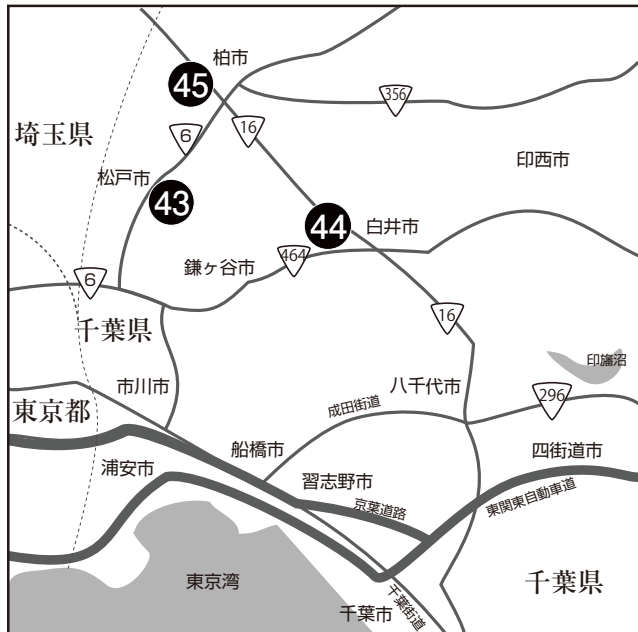 柏市
45
356
16
埼玉県
6
印西市
松戸市
43
44
白井市
鎌ヶ谷市
464
6
16
千葉県
印旛沼
市川市
八千代市
296
成田街道
東京都
船橋市
四街道市
浦安市
習志野市
京葉道路
東関東自動車道
東京湾
千葉県
千葉市
千葉街道